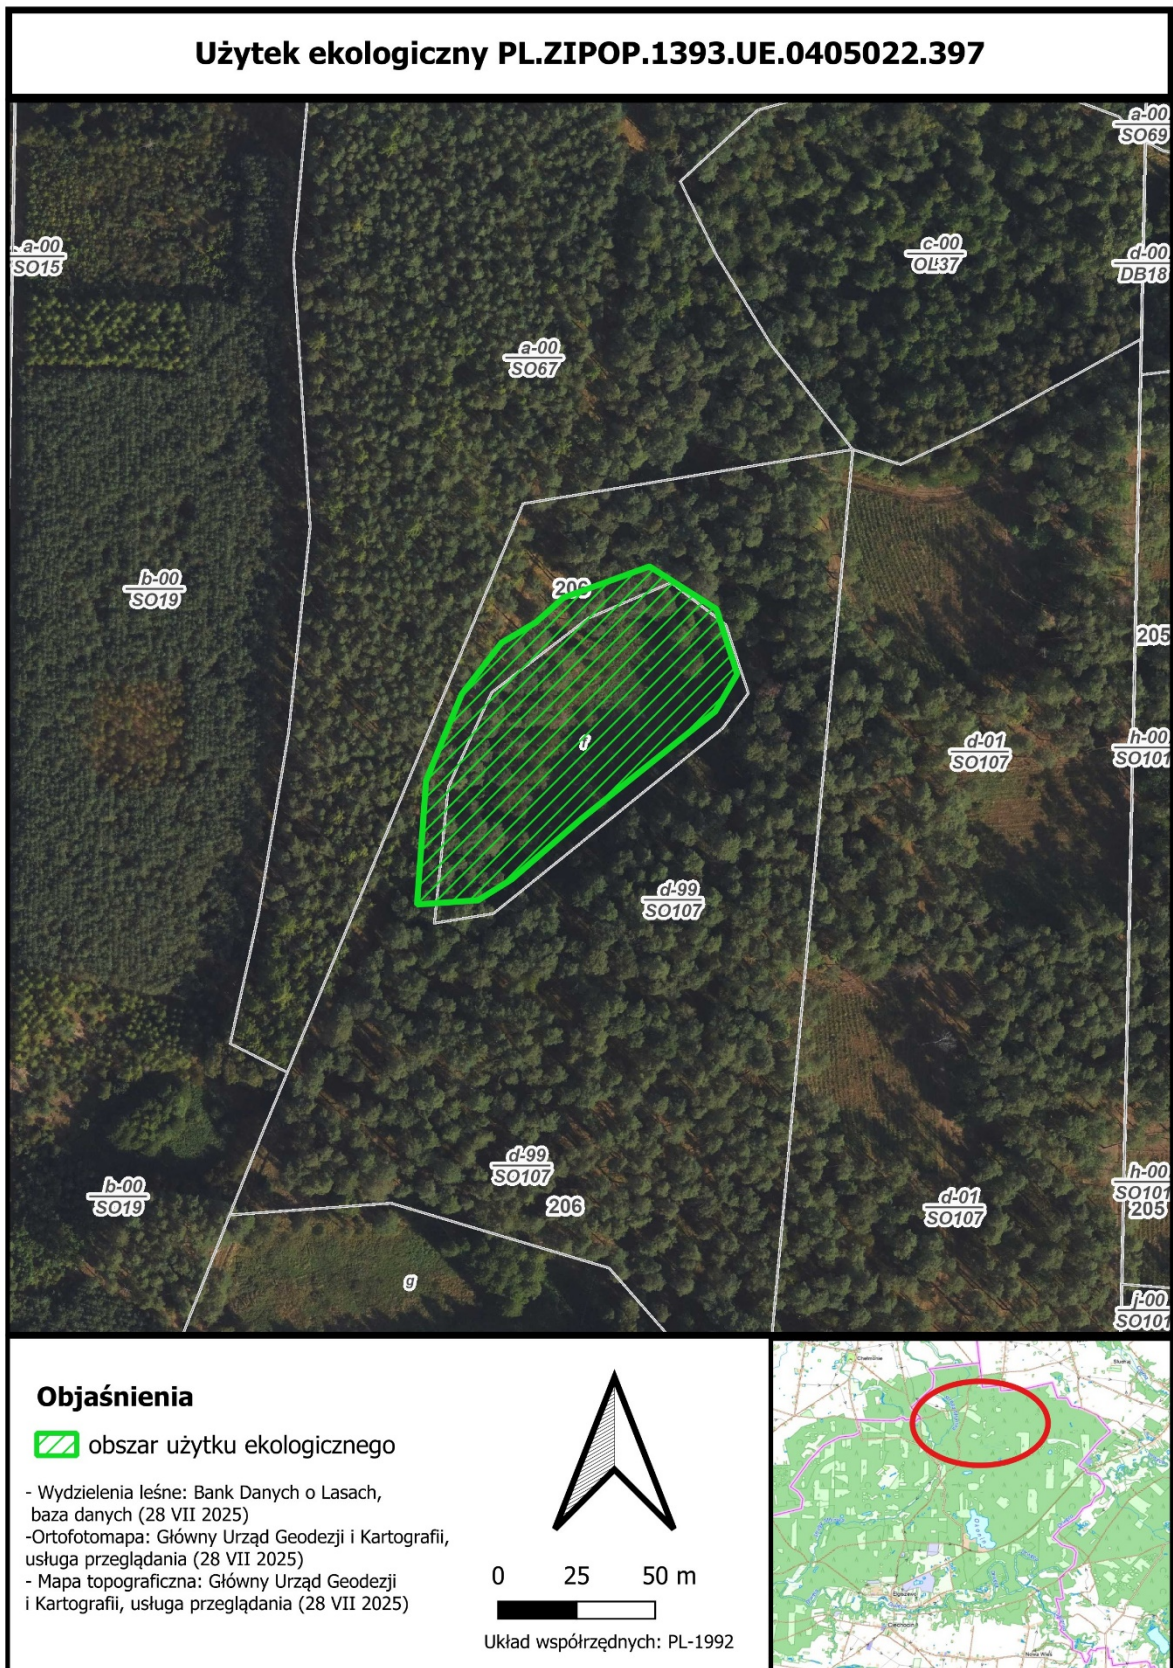 Użytek ekologiczny PL.ZIPOP.1393.UE.0405022.397
a-00
SO69
a-00
SO15
c-00
OL37
d-00
DB18
a-00
SO67
b-00
SO19
206
205
f
d-01
SO107
h-00
SO101
d-99
SO107
d-99
SO107
206
b-00
SO19
d-01
SO107
h-00
SO101
205
g
j-00
SO101
Objaśnienia
obszar użytku ekologicznego
- Wydzielenia leśne: Bank Danych o Lasach,
baza danych (28 VII 2025)
-Ortofotomapa: Główny Urząd Geodezji i Kartografii,
usługa przeglądania (28 VII 2025)
- Mapa topograficzna: Główny Urząd Geodezji
i Kartografii, usługa przeglądania (28 VII 2025)
0 25 50 m
Układ współrzędnych: PL-1992
Nowa Wieś